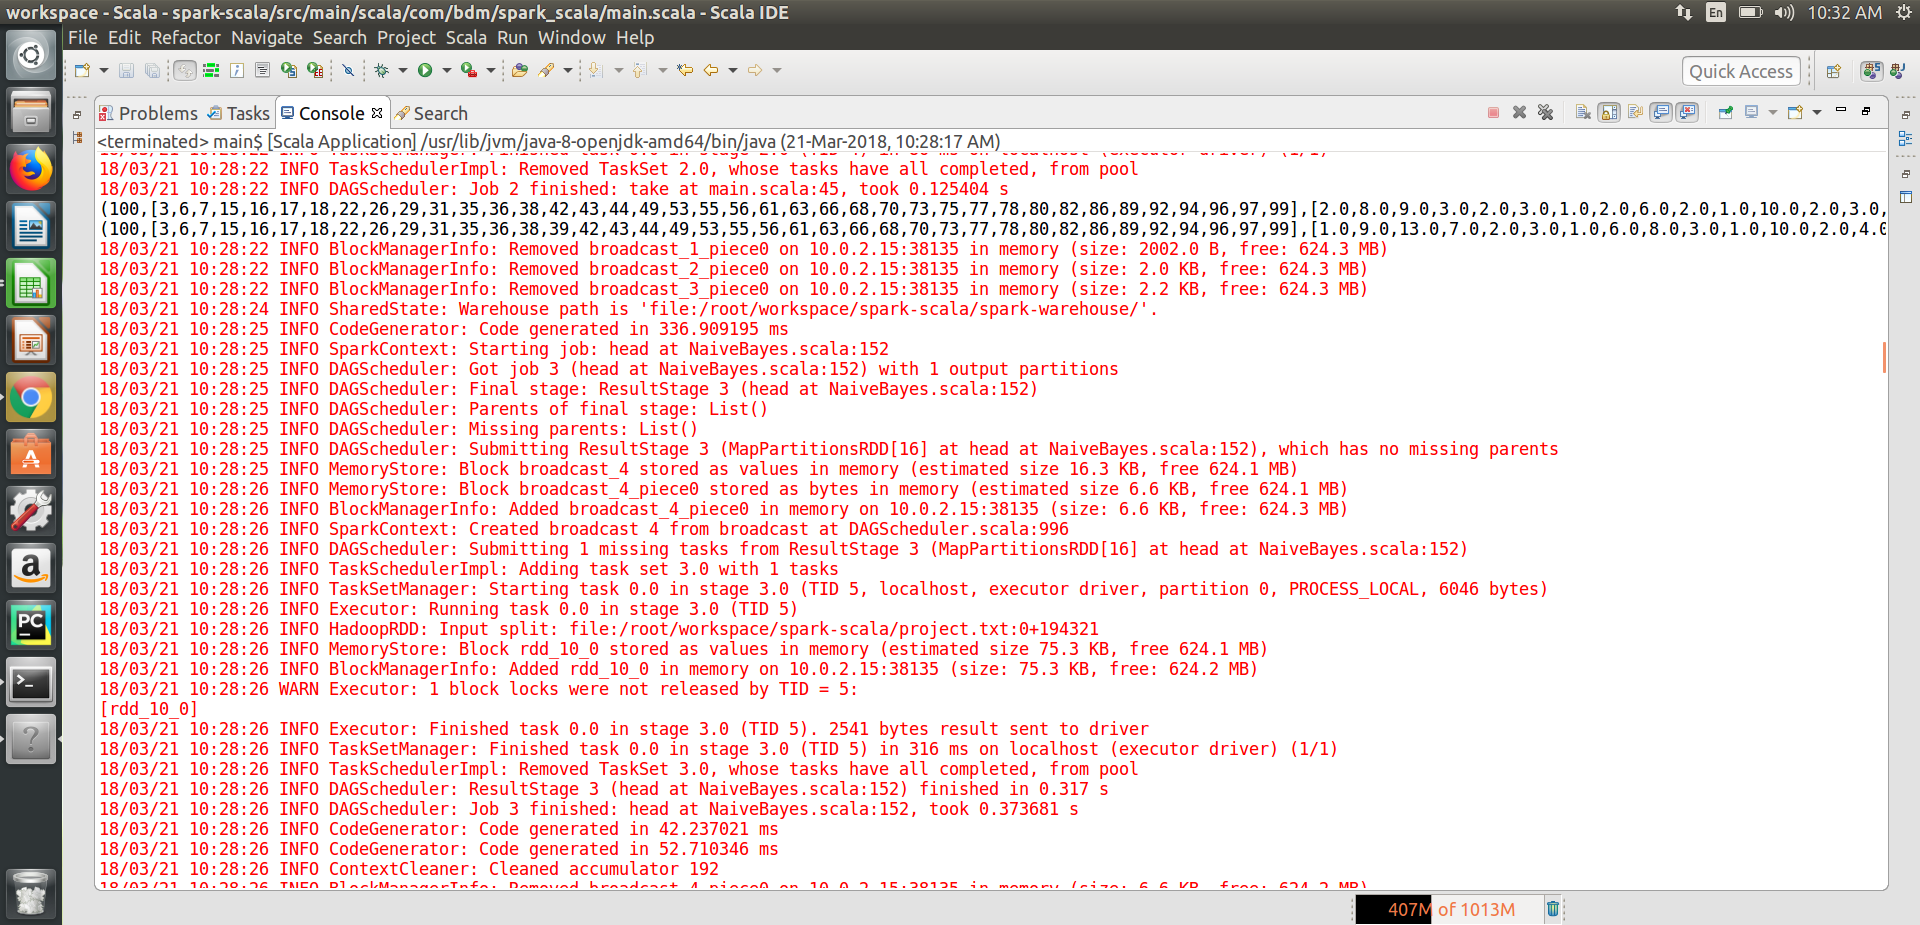 workspace - Scala - spark-scala/src/main/scala/com/bdm/spark_scala/main.scala - Scala IDE
En
10:32 AM
File Edit Refactor Navigate Search Project Scala Run Window Help
Quick Access
Problems Tasks Console Search
<terminated> main$ [Scala Application] /usr/lib/jvm/java-8-openjdk-amd64/bin/java (21-Mar-2018, 10:28:17 AM)
18/03/21 10:28:22 INFO TaskSchedulerImpl: Removed TaskSet 2.0, whose tasks have all completed, from pool
18/03/21 10:28:22 INFO DAGScheduler: Job 2 finished: take at main.scala:45, took 0.125404 s
(100,[3,6,7,15,16,17,18,22,26,29,31,35,36,38,42,43,44,49,53,55,56,61,63,66,68,70,73,75,77,78,80,82,86,89,92,94,96,97,99],[2.0,8.0,9.0,3.0,2.0,3.0,1.0,2.0,6.0,2.0,1.0,10.0,2.0,3.0,
(100,[3,6,7,15,16,17,18,22,26,29,31,35,36,38,39,42,43,44,49,53,55,56,61,63,66,68,70,73,77,78,80,82,86,89,92,94,96,97,99],[1.0,9.0,13.0,7.0,2.0,3.0,1.0,6.0,8.0,3.0,1.0,10.0,2.0,4.0
18/03/21 10:28:22 INFO BlockManagerInfo: Removed broadcast_1_piece0 on 10.0.2.15:38135 in memory (size: 2002.0 B, free: 624.3 MB)
18/03/21 10:28:22 INFO BlockManagerInfo: Removed broadcast_2_piece0 on 10.0.2.15:38135 in memory (size: 2.0 KB, free: 624.3 MB)
18/03/21 10:28:22 INFO BlockManagerInfo: Removed broadcast_3_piece0 on 10.0.2.15:38135 in memory (size: 2.2 KB, free: 624.3 MB)
18/03/21 10:28:24 INFO SharedState: Warehouse path is 'file:/root/workspace/spark-scala/spark-warehouse/'.
18/03/21 10:28:25 INFO CodeGenerator: Code generated in 336.909195 ms
18/03/21 10:28:25 INFO SparkContext: Starting job: head at NaiveBayes.scala:152
18/03/21 10:28:25 INFO DAGScheduler: Got job 3 (head at NaiveBayes.scala:152) with 1 output partitions
18/03/21 10:28:25 INFO DAGScheduler: Final stage: ResultStage 3 (head at NaiveBayes.scala:152)
18/03/21 10:28:25 INFO DAGScheduler: Parents of final stage: List()
18/03/21 10:28:25 INFO DAGScheduler: Missing parents: List()
18/03/21 10:28:25 INFO DAGScheduler: Submitting ResultStage 3 (MapPartitionsRDD[16] at head at NaiveBayes.scala:152), which has no missing parents
18/03/21 10:28:25 INFO MemoryStore: Block broadcast_4 stored as values in memory (estimated size 16.3 KB, free 624.1 MB)
18/03/21 10:28:26 INFO MemoryStore: Block broadcast_4_piece0 stored as bytes in memory (estimated size 6.6 KB, free 624.1 MB)
18/03/21 10:28:26 INFO BlockManagerInfo: Added broadcast_4_piece0 in memory on 10.0.2.15:38135 (size: 6.6 KB, free: 624.3 MB)
18/03/21 10:28:26 INFO SparkContext: Created broadcast 4 from broadcast at DAGScheduler.scala:996
18/03/21 10:28:26 INFO DAGScheduler: Submitting 1 missing tasks from ResultStage 3 (MapPartitionsRDD[16] at head at NaiveBayes.scala:152)
18/03/21 10:28:26 INFO TaskSchedulerImpl: Adding task set 3.0 with 1 tasks
18/03/21 10:28:26 INFO TaskSetManager: Starting task 0.0 in stage 3.0 (TID 5, localhost, executor driver, partition 0, PROCESS_LOCAL, 6046 bytes)
18/03/21 10:28:26 INFO Executor: Running task 0.0 in stage 3.0 (TID 5)
18/03/21 10:28:26 INFO HadoopRDD: Input split: file:/root/workspace/spark-scala/project.txt:0+194321
18/03/21 10:28:26 INFO MemoryStore: Block rdd_10_0 stored as values in memory (estimated size 75.3 KB, free 624.1 MB)
18/03/21 10:28:26 INFO BlockManagerInfo: Added rdd_10_0 in memory on 10.0.2.15:38135 (size: 75.3 KB, free: 624.2 MB)
18/03/21 10:28:26 WARN Executor: 1 block locks were not released by TID = 5:
[rdd_10_0]
18/03/21 10:28:26 INFO Executor: Finished task 0.0 in stage 3.0 (TID 5). 2541 bytes result sent to driver
18/03/21 10:28:26 INFO TaskSetManager: Finished task 0.0 in stage 3.0 (TID 5) in 316 ms on localhost (executor driver) (1/1)
18/03/21 10:28:26 INFO TaskSchedulerImpl: Removed TaskSet 3.0, whose tasks have all completed, from pool
18/03/21 10:28:26 INFO DAGScheduler: ResultStage 3 (head at NaiveBayes.scala:152) finished in 0.317 s
18/03/21 10:28:26 INFO DAGScheduler: Job 3 finished: head at NaiveBayes.scala:152, took 0.373681 s
18/03/21 10:28:26 INFO CodeGenerator: Code generated in 42.237021 ms
18/03/21 10:28:26 INFO CodeGenerator: Code generated in 52.710346 ms
18/03/21 10:28:26 INFO ContextCleaner: Cleaned accumulator 192
18/03/21 10:28:26 INFO BlockManagerInfo: Removed broadcast_4_piece0 on 10.0.2.15:38135 in memory (size: 6.6 KB, free: 624.2 MB)
407M of 1013M